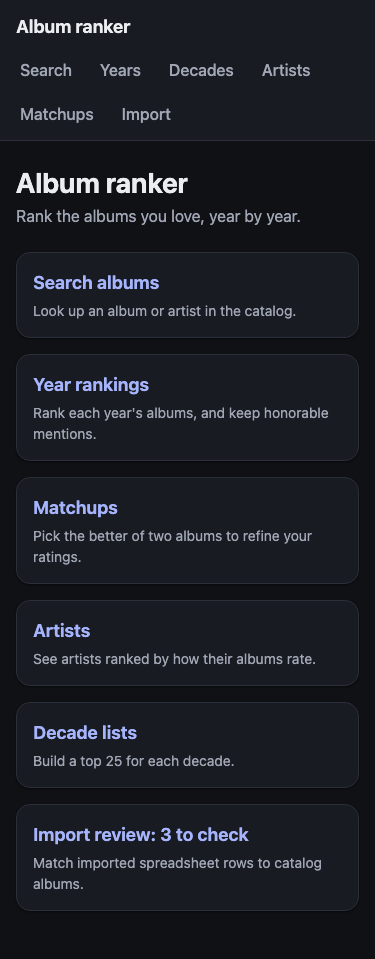 Album ranker
Search Years Decades Artists
Matchups Import
Album ranker
Rank the albums you love, year by year.
Search albums
Look up an album or artist in the catalog.
Year rankings
Rank each year's albums, and keep honorable
mentions.
Matchups
Pick the better of two albums to refine your
ratings.
Artists
See artists ranked by how their albums rate.
Decade lists
Build a top 25 for each decade.
Import review: 3 to check
Match imported spreadsheet rows to catalog
albums.